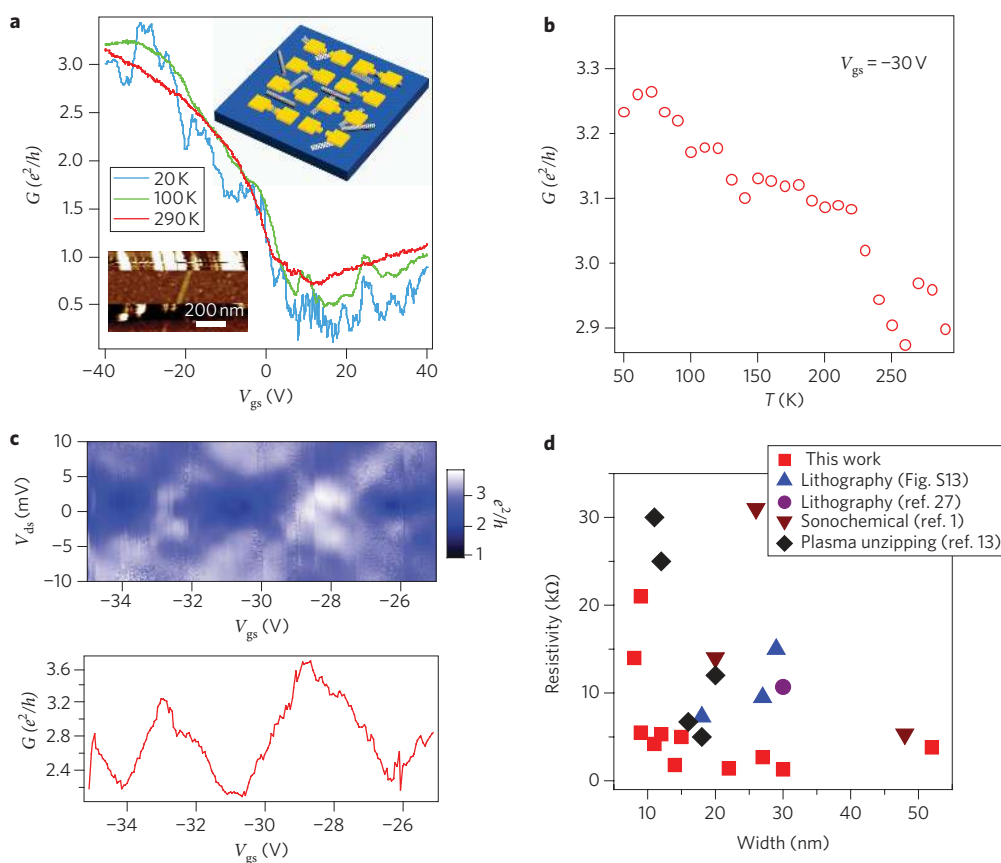 a
G (e²/h)
3.0
2.5
2.0
1.5
1.0
0.5
20 K
100 K
290 K
200 nm
−40 −20 0 20 40
Vgs (V)
b
Vgs = −30 V
G (e²/h)
3.3
3.2
3.1
3.0
2.9
50 100 150 200 250
T (K)
c
Vds (mV)
10
5
0
−5
−10
3
2
1
e²/h
−34 −32 −30 −28 −26
Vgs (V)
G (e²/h)
3.6
3.2
2.8
2.4
−34 −32 −30 −28 −26
Vgs (V)
d
This work
Lithography (Fig. S13)
Lithography (ref. 27)
Sonochemical (ref. 1)
Plasma unzipping (ref. 13)
Resistivity (kΩ)
30
20
10
0
10 20 30 40 50
Width (nm)